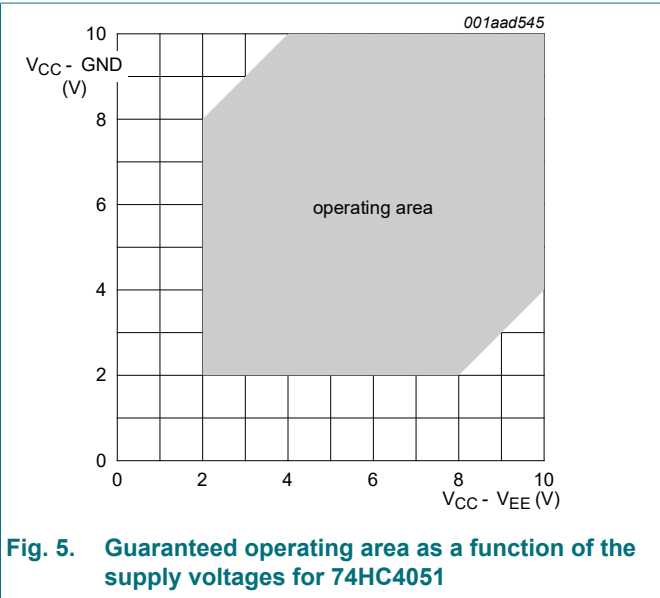 001aad545
VCC - GND
(V)
10
8
6
4
2
0
operating area
0 2 4 6 8 10
VCC - VEE (V)
Fig. 5. Guaranteed operating area as a function of the
supply voltages for 74HC4051